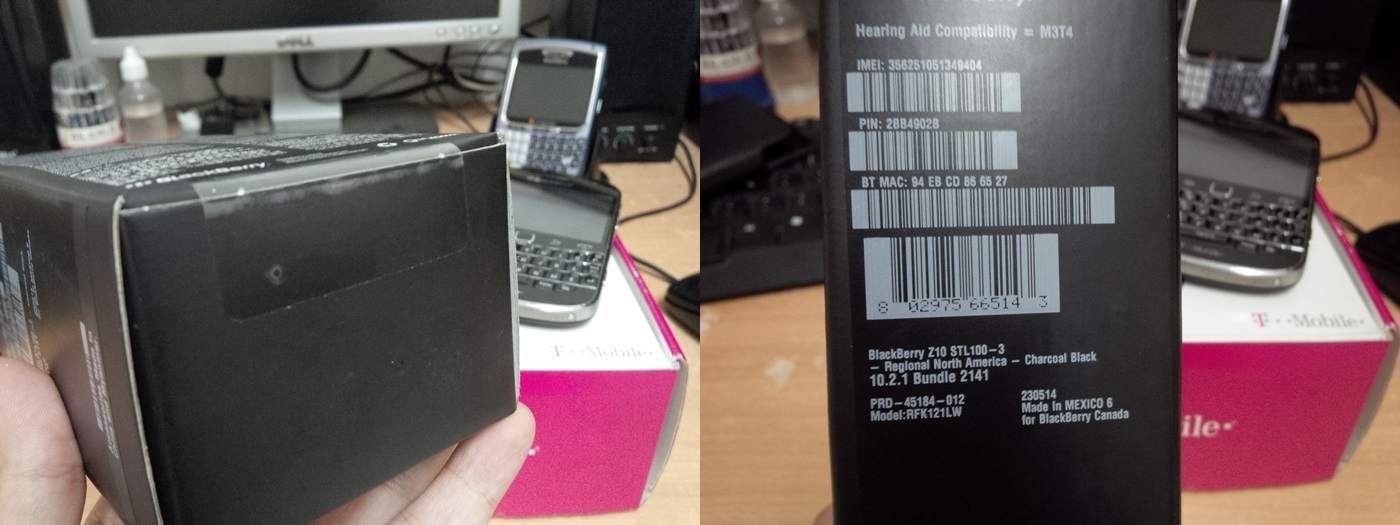 DELL
BlackBerry
T··Mobile·
Hearing Aid Compatibility = M3T4
IMEI: 356251051349404
PIN: 2BB49028
BT MAC: 94 EB CD 86 65 27
8 02975 66514 3
BlackBerry Z10 STL100-3
- Regional North America - Charcoal Black
10.2.1 Bundle 2141
PRD-45184-012
Model:RFK121LW
230514
Made In MEXICO 6
for BlackBerry Canada
T··Mobile·
ile·